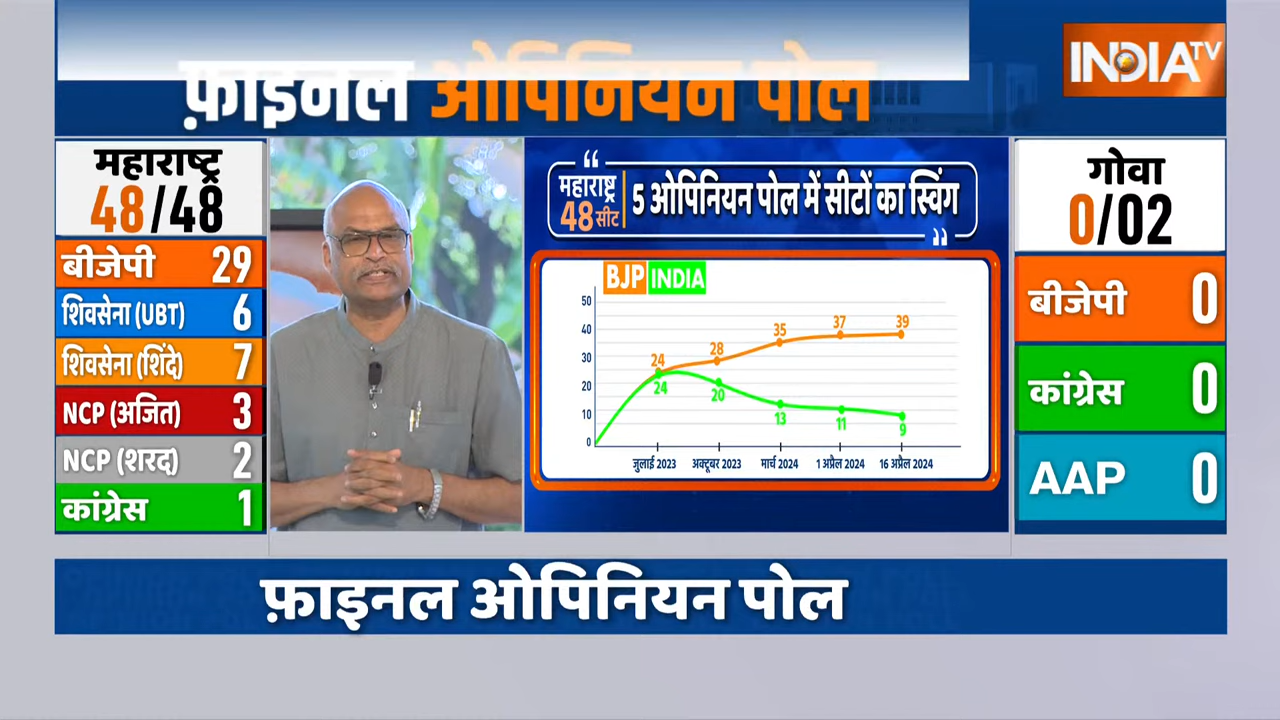 फ़ाइनल ओपिनियन पोल
INDIA TV
महाराष्ट्र
48/48
बीजेपी 29
शिवसेना (UBT) 6
शिवसेना (शिंदे) 7
NCP (अजित) 3
NCP (शरद) 2
कांग्रेस 1
“
महाराष्ट्र
48 सीट
5 ओपिनियन पोल में सीटों का स्विंग
”
BJP INDIA
50
40
30
20
10
0
24 28 35 37 39
24 20 13 11 9
जुलाई 2023 अक्टूबर 2023 मार्च 2024 1 अप्रैल 2024 16 अप्रैल 2024
गोवा
0/02
बीजेपी 0
कांग्रेस 0
AAP 0
फ़ाइनल ओपिनियन पोल